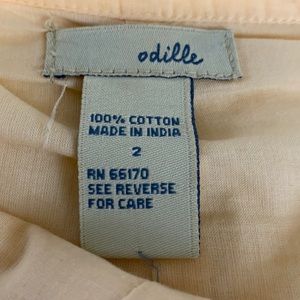 odille
100% COTTON
MADE IN INDIA
2
RN 66170
SEE REVERSE
FOR CARE